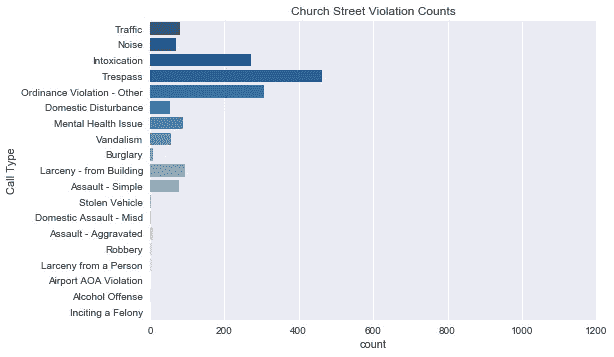 Church Street Violation Counts
Call Type
Traffic
Noise
Intoxication
Trespass
Ordinance Violation - Other
Domestic Disturbance
Mental Health Issue
Vandalism
Burglary
Larceny - from Building
Assault - Simple
Stolen Vehicle
Domestic Assault - Misd
Assault - Aggravated
Robbery
Larceny from a Person
Airport AOA Violation
Alcohol Offense
Inciting a Felony
0 200 400 600 800 1000 1200
count